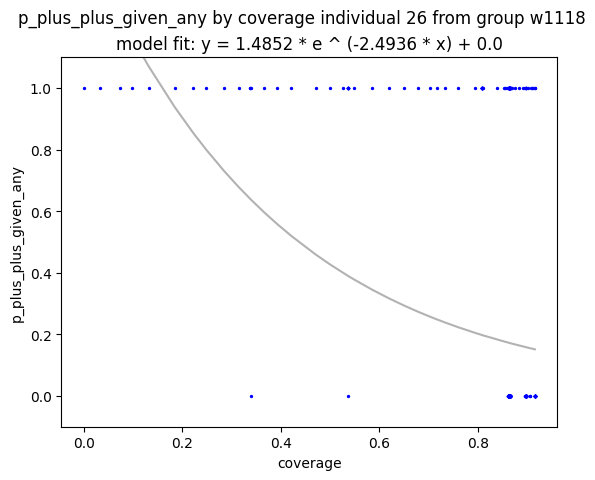 p_plus_plus_given_any by coverage individual 26 from group w1118
model fit: y = 1.4852 * e ^ (-2.4936 * x) + 0.0
1.0
0.8
0.6
0.4
0.2
0.0
p_plus_plus_given_any
0.0 0.2 0.4 0.6 0.8
coverage